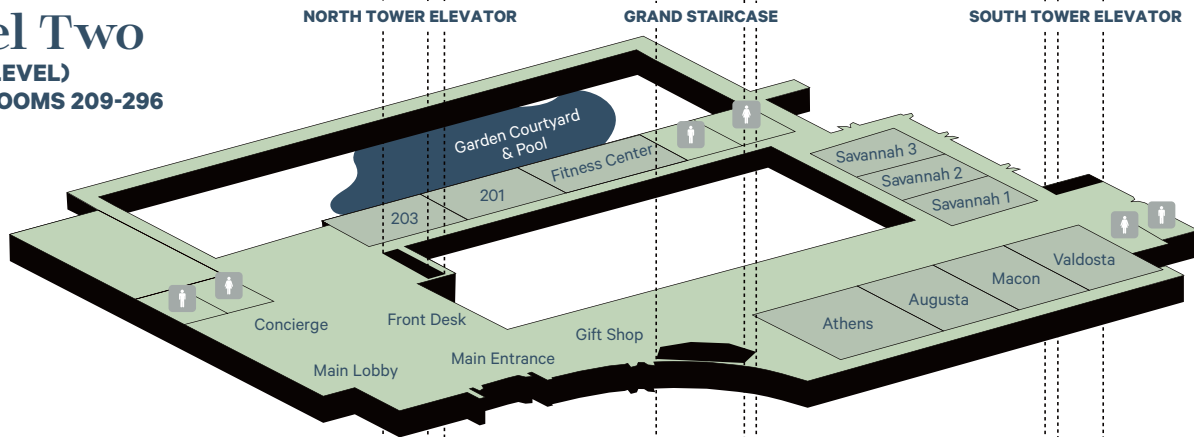 NORTH TOWER ELEVATOR
GRAND STAIRCASE
SOUTH TOWER ELEVATOR
el Two
LEVEL)
OOMS 209-296
Garden Courtyard
& Pool
Fitness Center
201
203
Savannah 3
Savannah 2
Savannah 1
Valdosta
Macon
Augusta
Athens
Concierge
Front Desk
Gift Shop
Main Entrance
Main Lobby